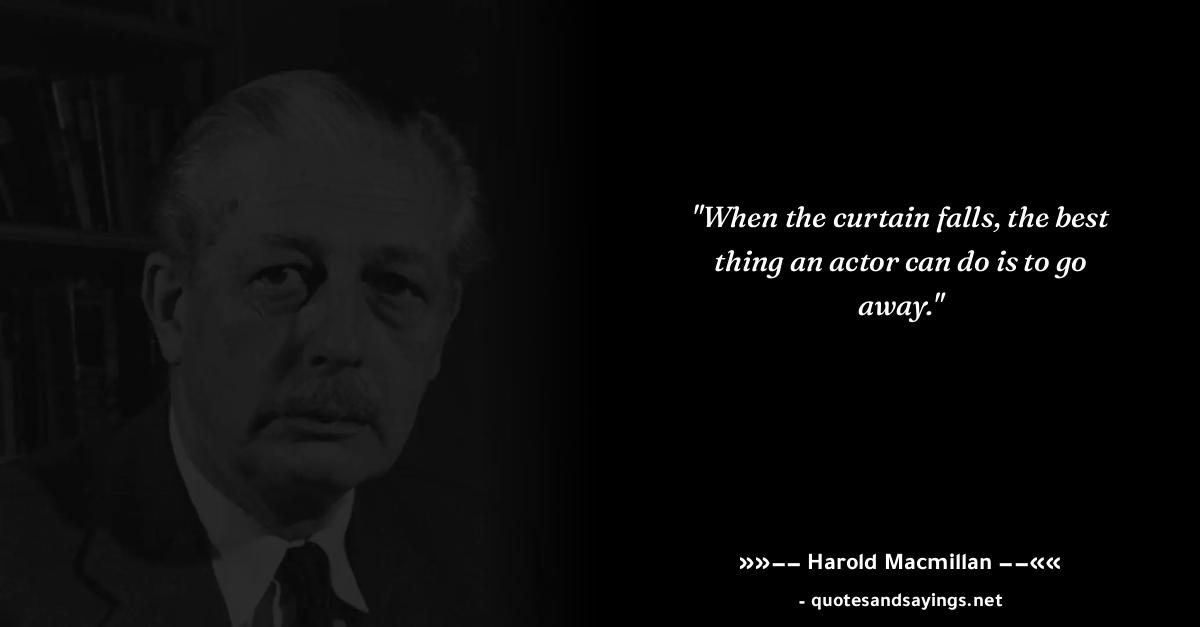 "When the curtain falls, the best
thing an actor can do is to go
away."
»»–– Harold Macmillan ––««
- quotesandsayings.net